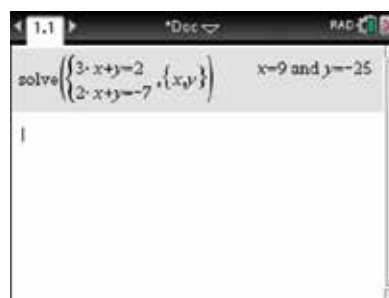 1.1 *Doc RAD
solve({3·x+y=2
2·x+y=-7 ,{x,y}) x=9 and y=-25